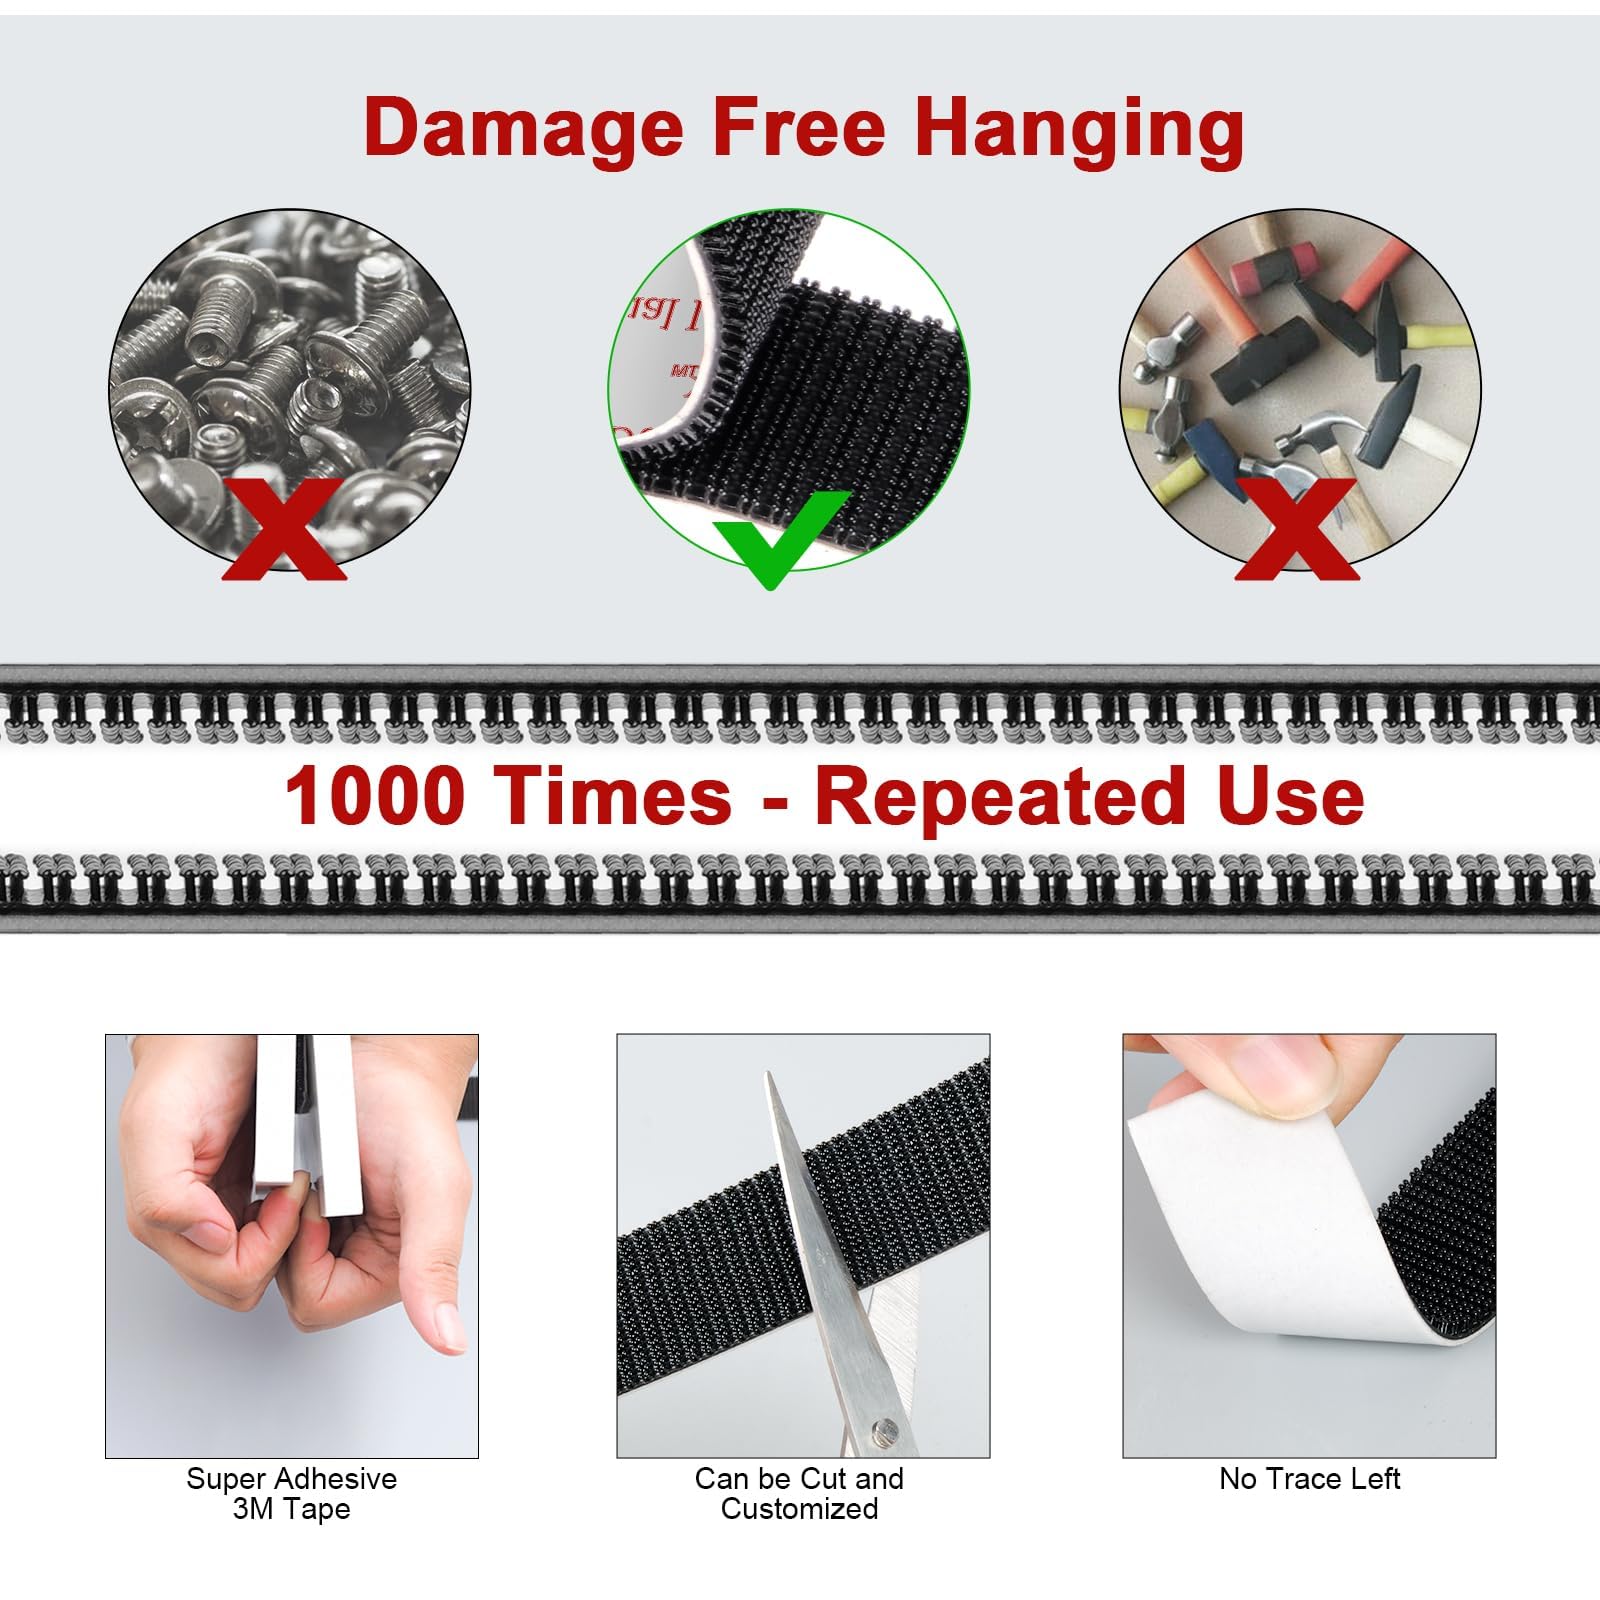 Damage Free Hanging
1000 Times - Repeated Use
Super Adhesive
3M Tape
Can be Cut and
Customized
No Trace Left